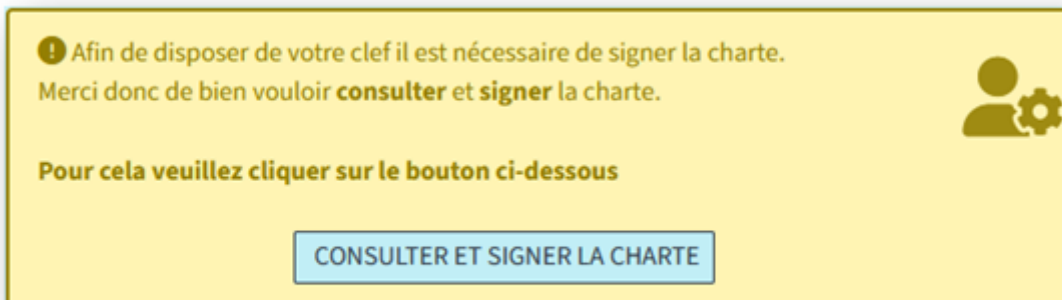 Afin de disposer de votre clef il est nécessaire de signer la charte.
Merci donc de bien vouloir consulter et signer la charte.
Pour cela veuillez cliquer sur le bouton ci-dessous
CONSULTER ET SIGNER LA CHARTE